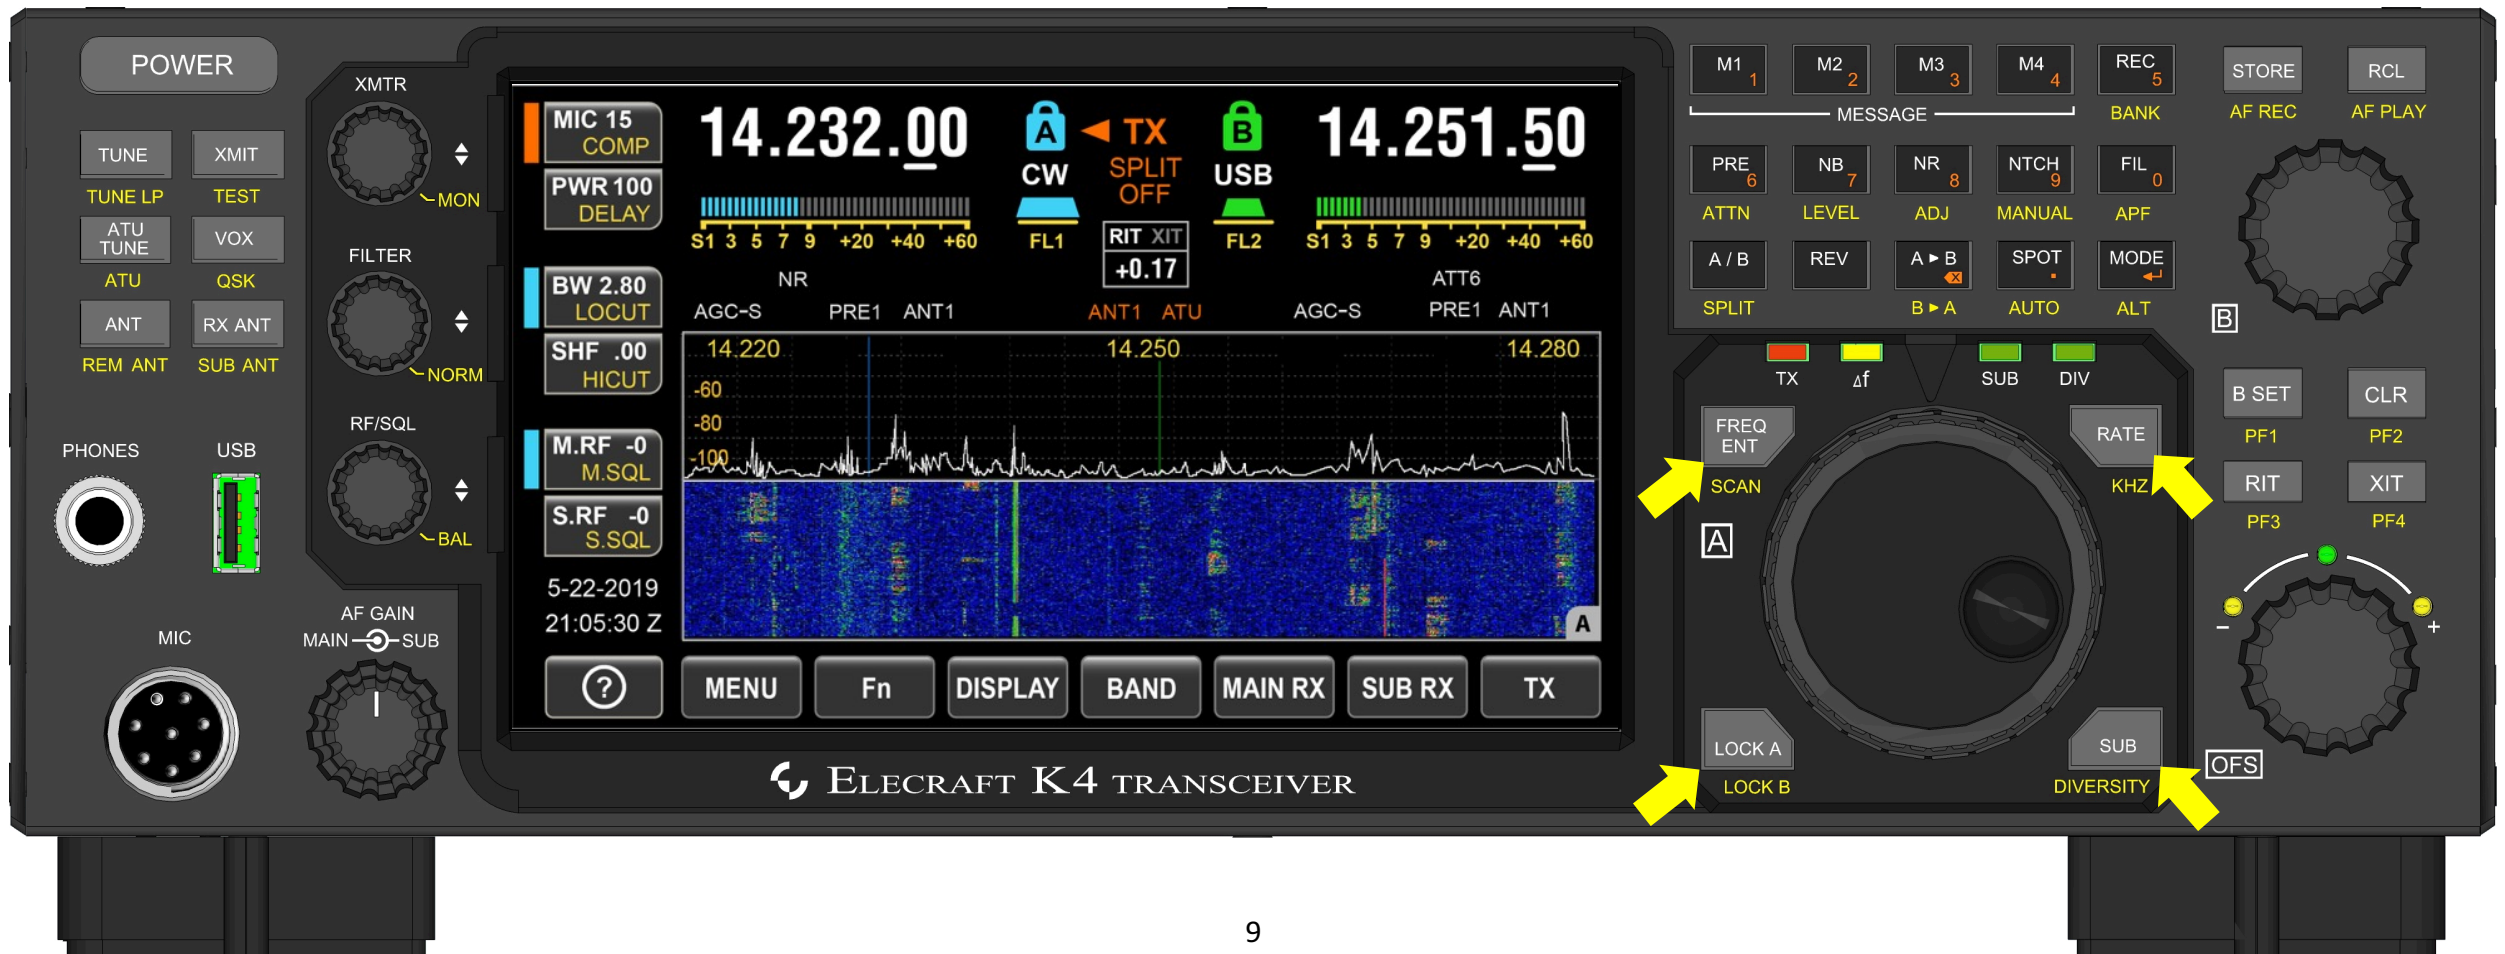 POWER
TUNE XMIT
TUNE LP TEST
ATU TUNE VOX
ATU QSK
ANT RX ANT
REM ANT SUB ANT
PHONES USB
MIC
XMTR
MON
FILTER
NORM
RF/SQL
BAL
AF GAIN
MAIN SUB
MIC 15
COMP
PWR 100
DELAY
BW 2.80
LOCUT
SHF .00
HICUT
M.RF -0
M.SQL
S.RF -0
S.SQL
5-22-2019
21:05:30 Z
14.232.00 A TX B 14.251.50
CW SPLIT OFF USB
S1 3 5 7 9 +20 +40 +60 FL1 RIT XIT FL2 S1 3 5 7 9 +20 +40 +60
+0.17
NR ATT6
AGC-S PRE1 ANT1 ANT1 ATU AGC-S PRE1 ANT1
14.220 14.250 14.280
-60
-80
-100
A
? MENU Fn DISPLAY BAND MAIN RX SUB RX TX
ELECRAFT K4 TRANSCEIVER
M1 1 M2 2 M3 3 M4 4 REC 5
MESSAGE BANK
PRE 6 NB 7 NR 8 NTCH 9 FIL 0
ATTN LEVEL ADJ MANUAL APF
A / B REV A ▸ B SPOT . MODE
SPLIT B ▸ A AUTO ALT
STORE RCL
AF REC AF PLAY
B
TX Δf SUB DIV
FREQ ENT RATE
SCAN KHZ
A
LOCK A SUB
LOCK B DIVERSITY
B SET CLR
PF1 PF2
RIT XIT
PF3 PF4
− +
OFS
9